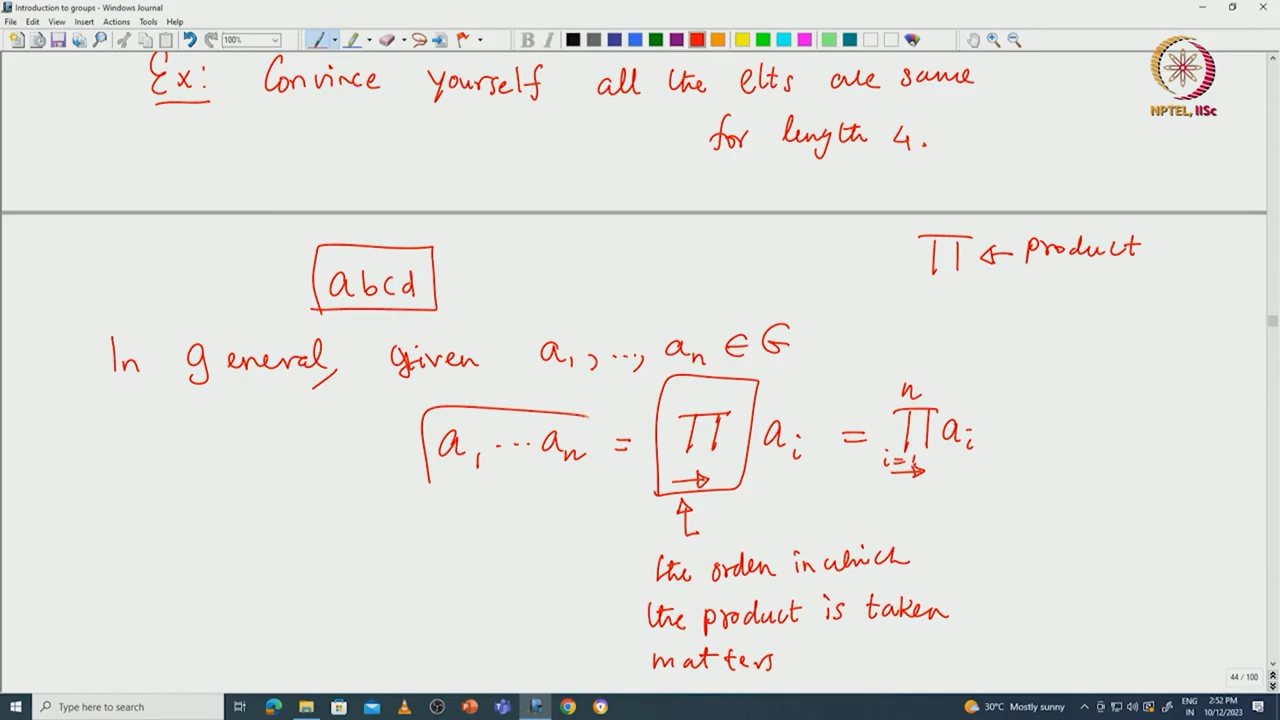 Introduction to groups - Windows Journal
File Edit View Insert Actions Tools Help
100%
B I
NPTEL, IISc
Ex: Convince yourself all the elts are same
for length 4.
abcd
∏ ← product
In general, given a₁, ..., aₙ ∈ G
a₁ ... aₙ = ∏ aᵢ = ∏ aᵢ
→ n i=1 →
the order in which
the product is taken
matters
44 / 100
Type here to search
30°C Mostly sunny
ENG
IN
2:52 PM
10/12/2023